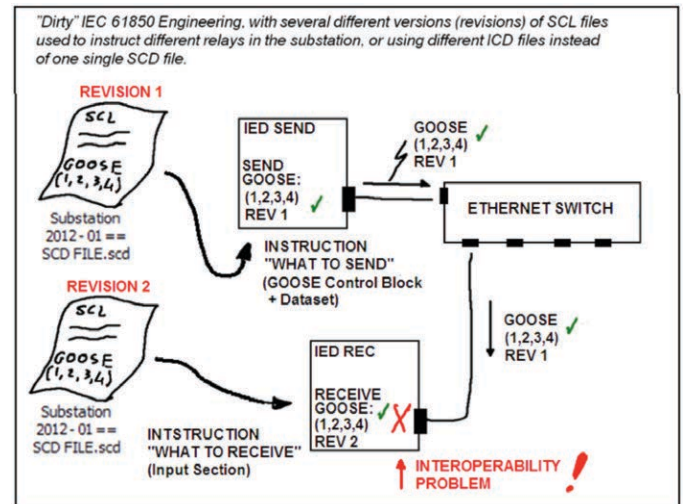 "Dirty" IEC 61850 Engineering, with several different versions (revisions) of SCL files
used to instruct different relays in the substation, or using different ICD files instead
of one single SCD file.
REVISION 1
SCL
GOOSE
(1,2,3,4)
Substation
2012-01 ==
SCD FILE.scd
IED SEND
SEND
GOOSE:
(1,2,3,4)
REV 1
GOOSE
(1,2,3,4)
REV 1
ETHERNET SWITCH
INSTRUCTION
"WHAT TO SEND"
(GOOSE Control Block
+ Dataset)
REVISION 2
SCL
GOOSE
(1,2,3,4)
Substation
2012-01 ==
SCD FILE.scd
INTSTRUCTION
"WHAT TO RECEIVE"
(Input Section)
IED REC
RECEIVE
GOOSE:
(1,2,3,4)
REV 2
GOOSE
(1,2,3,4)
REV 1
INTEROPERABILITY
PROBLEM !